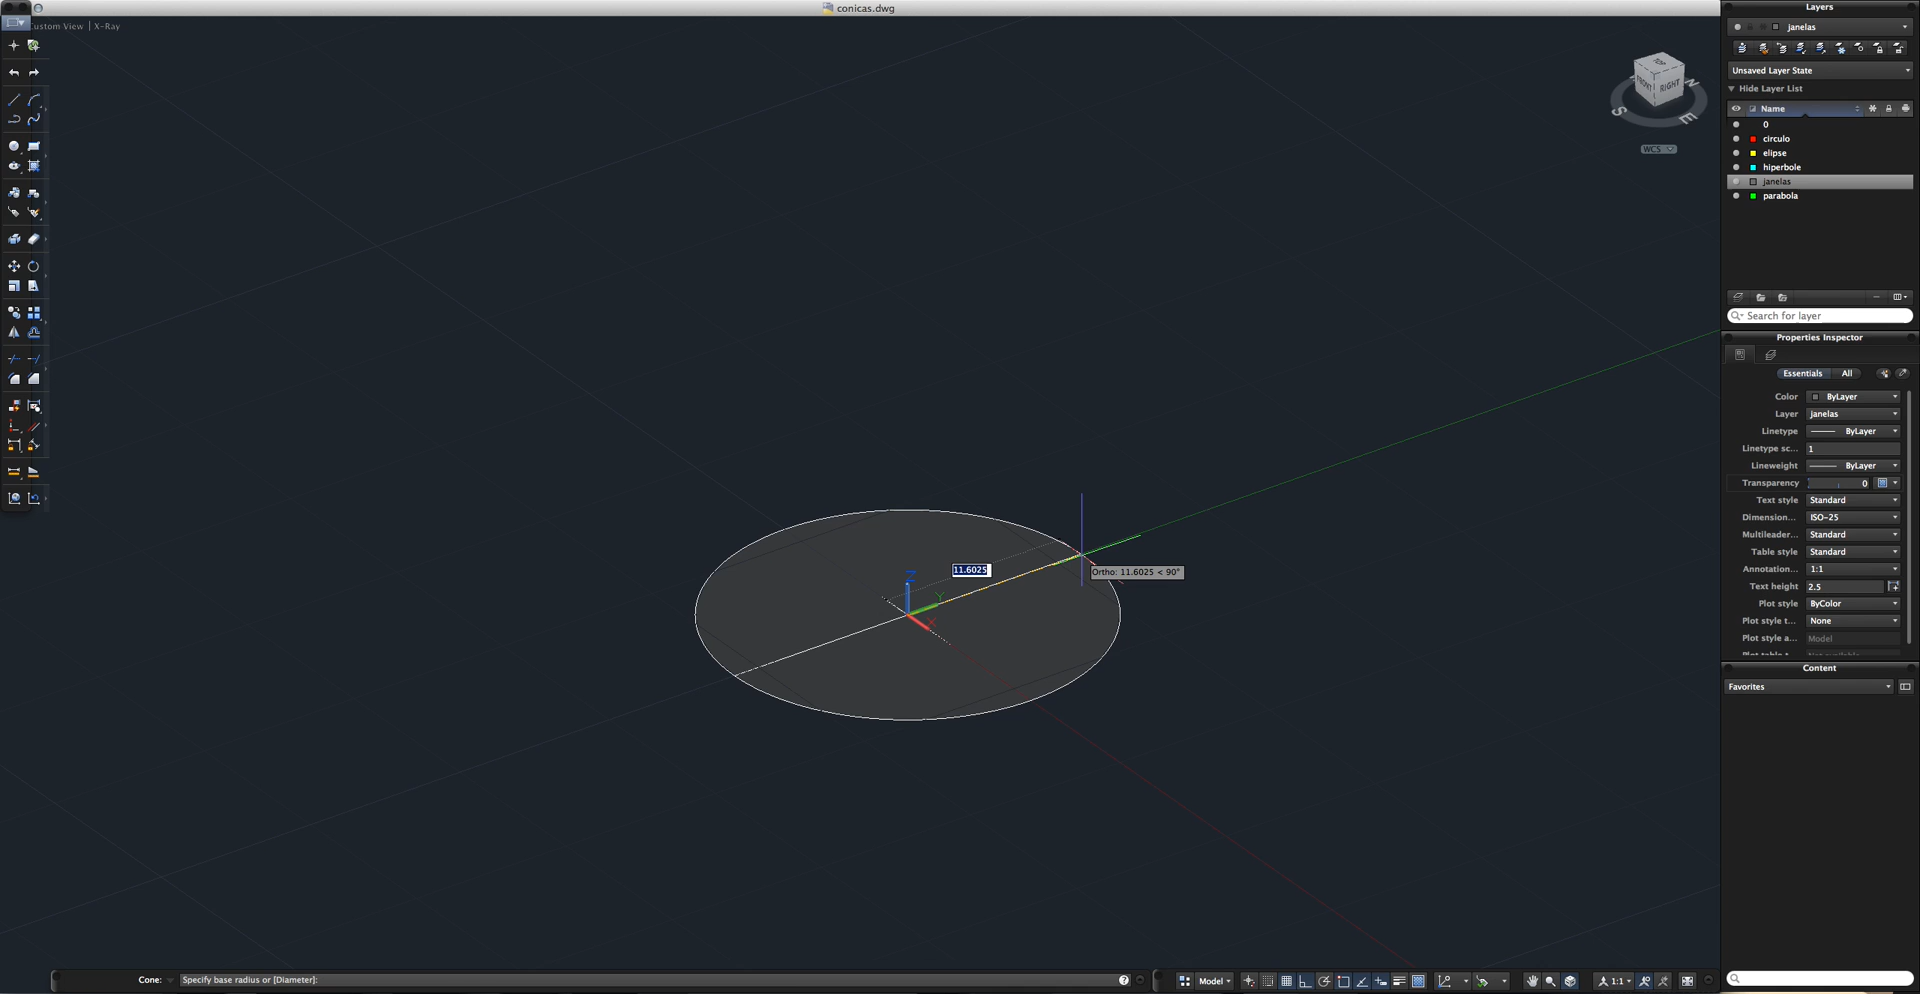 conicas.dwg
Custom View | X-Ray
TOP
FRONT
RIGHT
S
E
WCS
Z
Y
X
11.6025
Ortho: 11.6025 < 90°
Layers
janelas
Unsaved Layer State
Hide Layer List
Name
0
circulo
elipse
hiperbole
janelas
parabola
Search for layer
Properties Inspector
Essentials All
Color ByLayer
Layer janelas
Linetype ByLayer
Linetype sc... 1
Lineweight ByLayer
Transparency 0
Text style Standard
Dimension... ISO-25
Multileader... Standard
Table style Standard
Annotation... 1:1
Text height 2.5
Plot style ByColor
Plot style t... None
Plot style a... Model
Content
Favorites
Cone: Specify base radius or [Diameter]:
Model
1:1